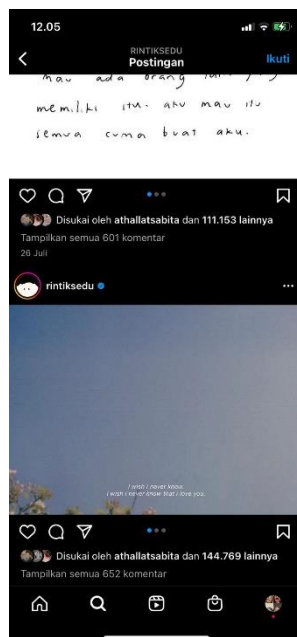 12.05
RINTIKSEDU
Postingan
Ikuti
mau ada orang lain yang
memiliki itu. aku mau itu
semua cuma buat aku.
Disukai oleh athallatsabita dan 111.153 lainnya
Tampilkan semua 601 komentar
26 Juli
rintiksedu
I wish I never know.
I wish I never know that I love you.
Disukai oleh athallatsabita dan 144.769 lainnya
Tampilkan semua 652 komentar